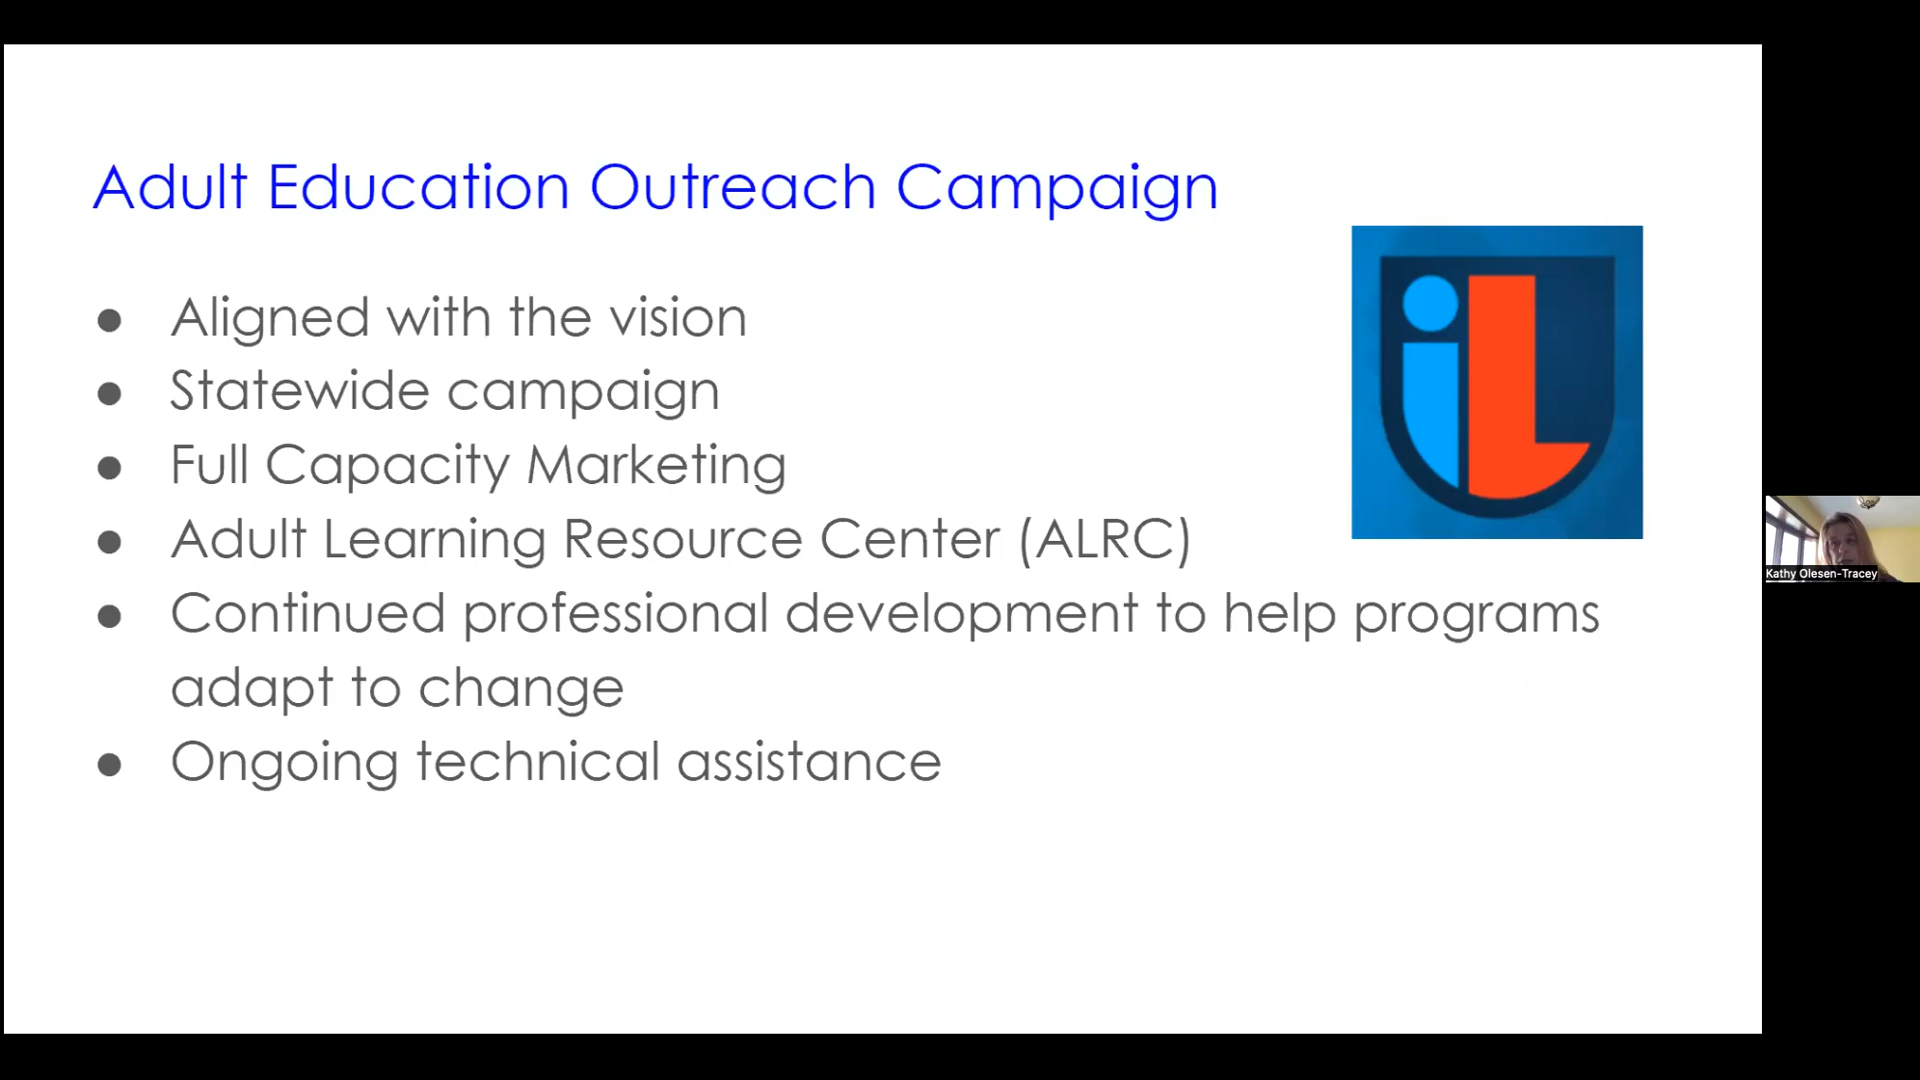 Adult Education Outreach Campaign
iL
● Aligned with the vision
● Statewide campaign
● Full Capacity Marketing
● Adult Learning Resource Center (ALRC)
● Continued professional development to help programs
adapt to change
● Ongoing technical assistance
Kathy Olesen-Tracey